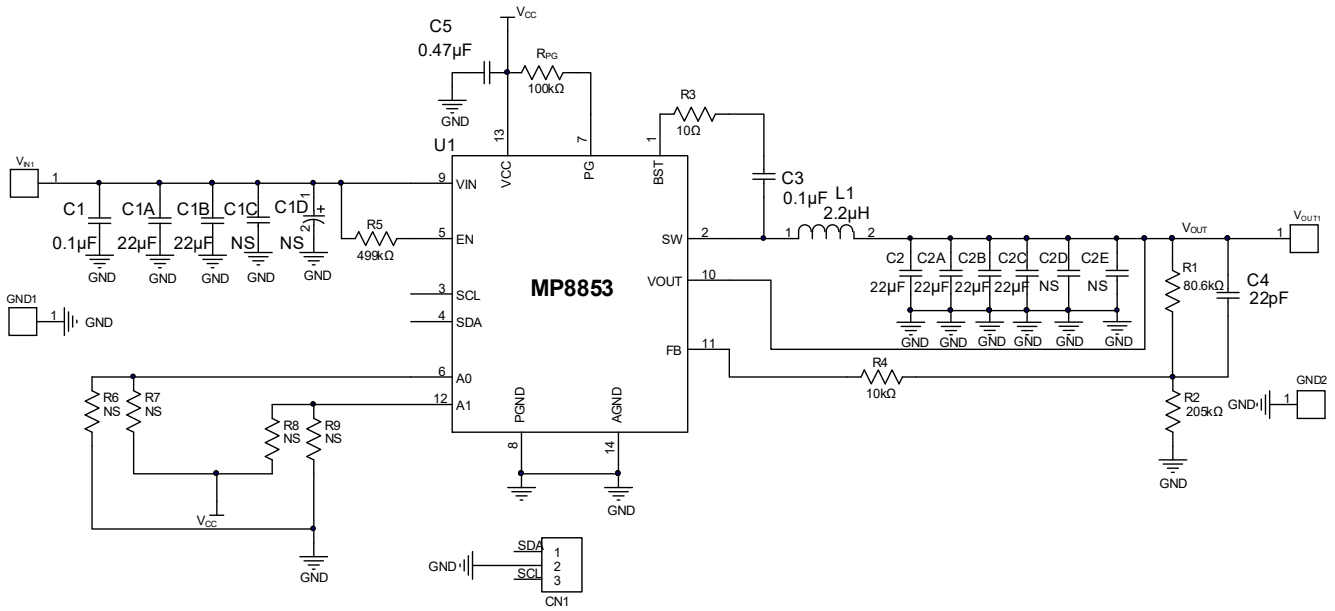 VCC
C5
0.47µF
RPG
100kΩ
GND
13
7
U1
VCC
PG
BST
1
R3
10Ω
C3
0.1µF
L1
2.2µH
1
2
VIN1
1
9
VIN
C1
0.1µF
GND
C1A
22µF
GND
C1B
22µF
GND
C1C
NS
GND
C1D
NS
1
+
2
GND
R5
499kΩ
5
EN
3
SCL
4
SDA
MP8853
SW
2
VOUT
10
FB
11
C2
22µF
GND
C2A
22µF
GND
C2B
22µF
GND
C2C
22µF
GND
C2D
NS
GND
C2E
NS
GND
VOUT
1
VOUT1
R1
80.6kΩ
C4
22pF
GND1
1
GND
R4
10kΩ
R2
205kΩ
GND
GND
1
GND2
6
A0
12
A1
R6
NS
R7
NS
R8
NS
R9
NS
PGND
8
AGND
14
GND
VCC
GND
GND
SDA
1
2
SCL
3
CN1